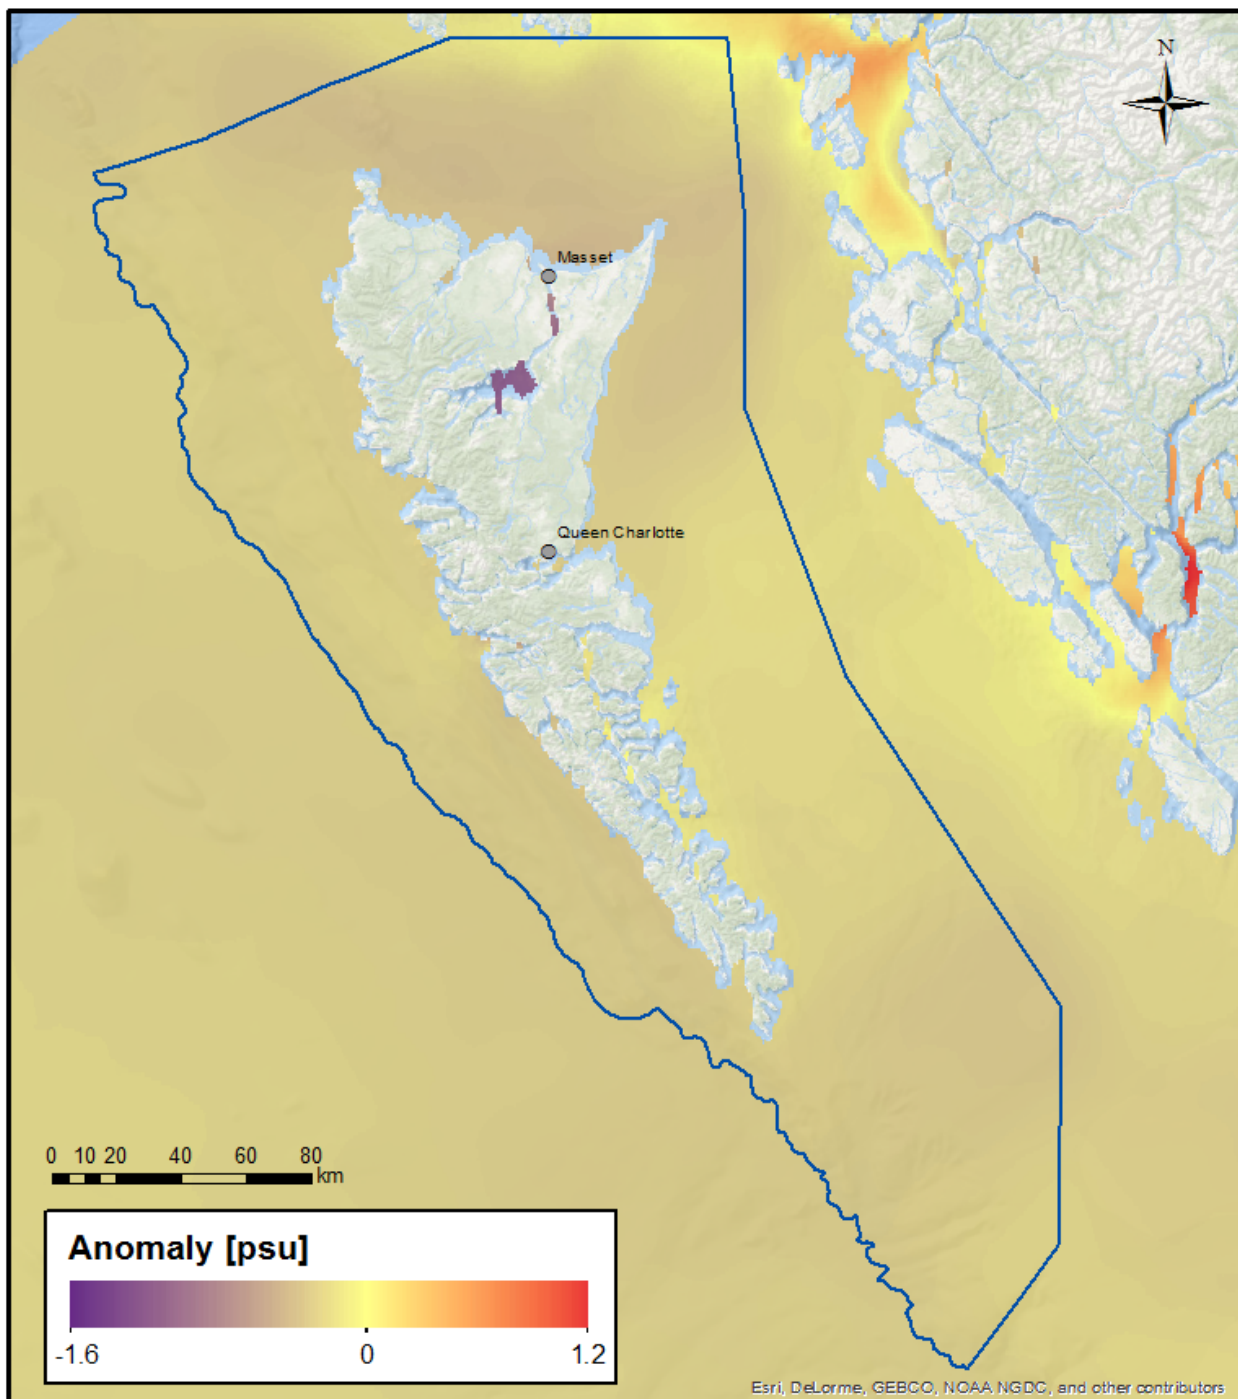 N
Masset
Queen Charlotte
0 10 20 40 60 80
km
Anomaly [psu]
-1.6 0 1.2
Esri, DeLorme, GEBCO, NOAA NGDC, and other contributors